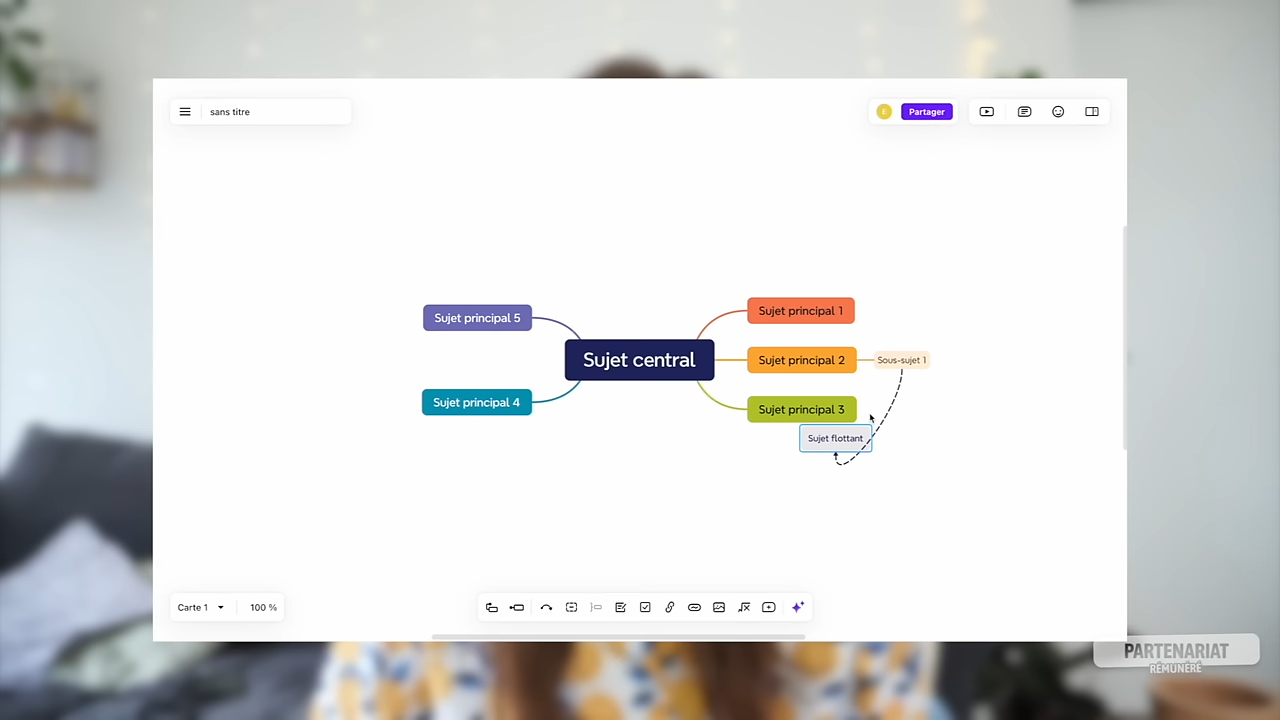 sans titre
E
Partager
Sujet principal 5
Sujet principal 1
Sujet central
Sujet principal 2
Sous-sujet 1
Sujet principal 4
Sujet principal 3
Sujet flottant
Carte 1
100 %
PARTENARIAT
RÉMUNÉRÉ